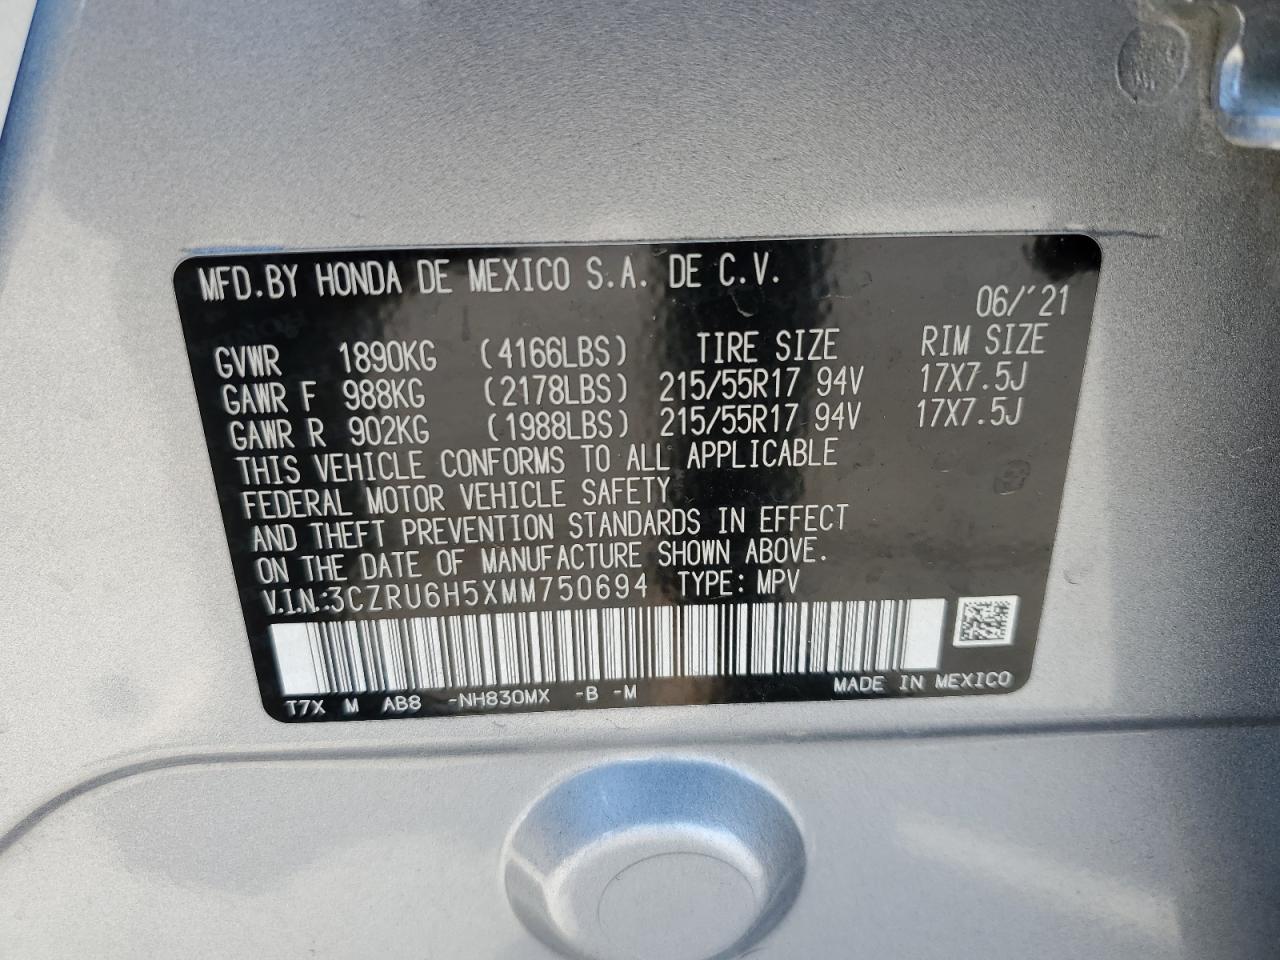 MFD.BY HONDA DE MEXICO S.A. DE C.V.
06/'21
GVWR 1890KG (4166LBS) TIRE SIZE RIM SIZE
GAWR F 988KG (2178LBS) 215/55R17 94V 17X7.5J
GAWR R 902KG (1988LBS) 215/55R17 94V 17X7.5J
THIS VEHICLE CONFORMS TO ALL APPLICABLE
FEDERAL MOTOR VEHICLE SAFETY
AND THEFT PREVENTION STANDARDS IN EFFECT
ON THE DATE OF MANUFACTURE SHOWN ABOVE.
V.I.N.:3CZRU6H5XMM750694 TYPE: MPV
T7X M AB8 -NH830MX -B -M MADE IN MEXICO